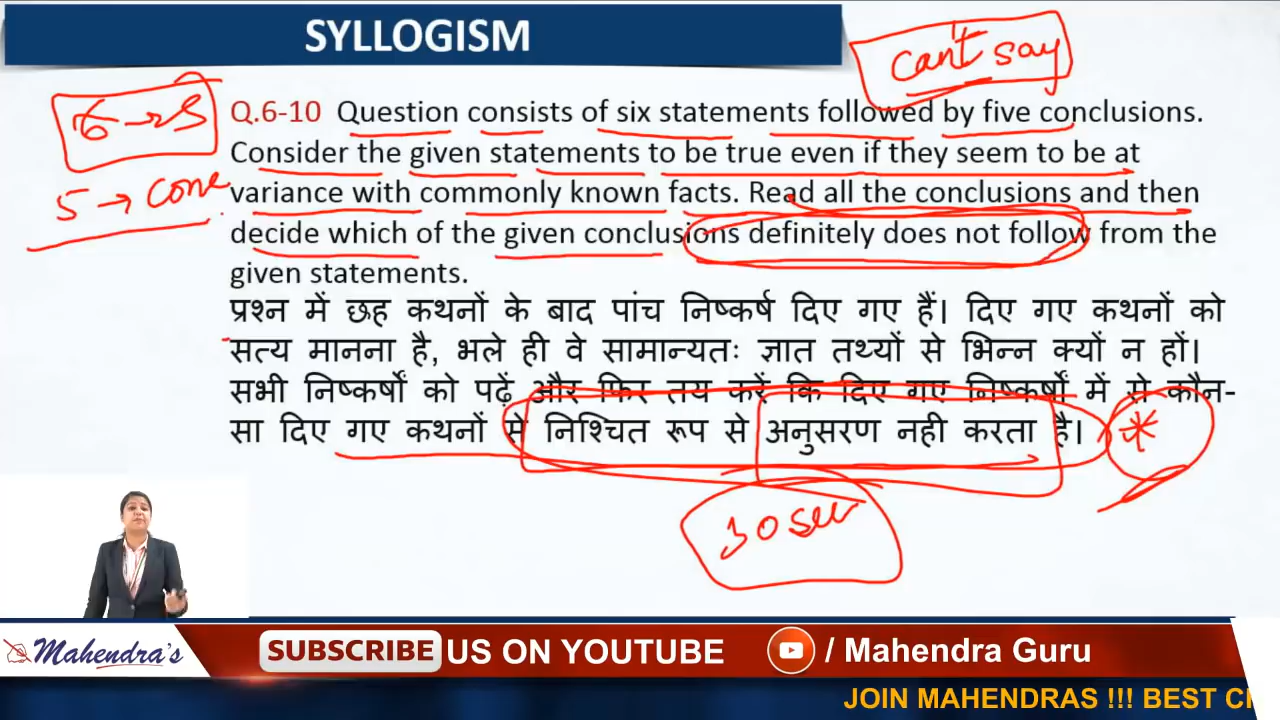 SYLLOGISM
can't say
5 → Conc
Q.6-10 Question consists of six statements followed by five conclusions.
Consider the given statements to be true even if they seem to be at
variance with commonly known facts. Read all the conclusions and then
decide which of the given conclusions definitely does not follow from the
given statements.
प्रश्न में छह कथनों के बाद पांच निष्कर्ष दिए गए हैं। दिए गए कथनों को
सत्य मानना है, भले ही वे सामान्यतः ज्ञात तथ्यों से भिन्न क्यों न हों।
सभी निष्कर्षों को पढ़ें और फिर तय करें कि दिए गए निष्कर्षों में से कौन-
सा दिए गए कथनों से निश्चित रूप से अनुसरण नही करता है।
*
30 sec
Mahendra's
SUBSCRIBE US ON YOUTUBE / Mahendra Guru
JOIN MAHENDRAS !!! BEST